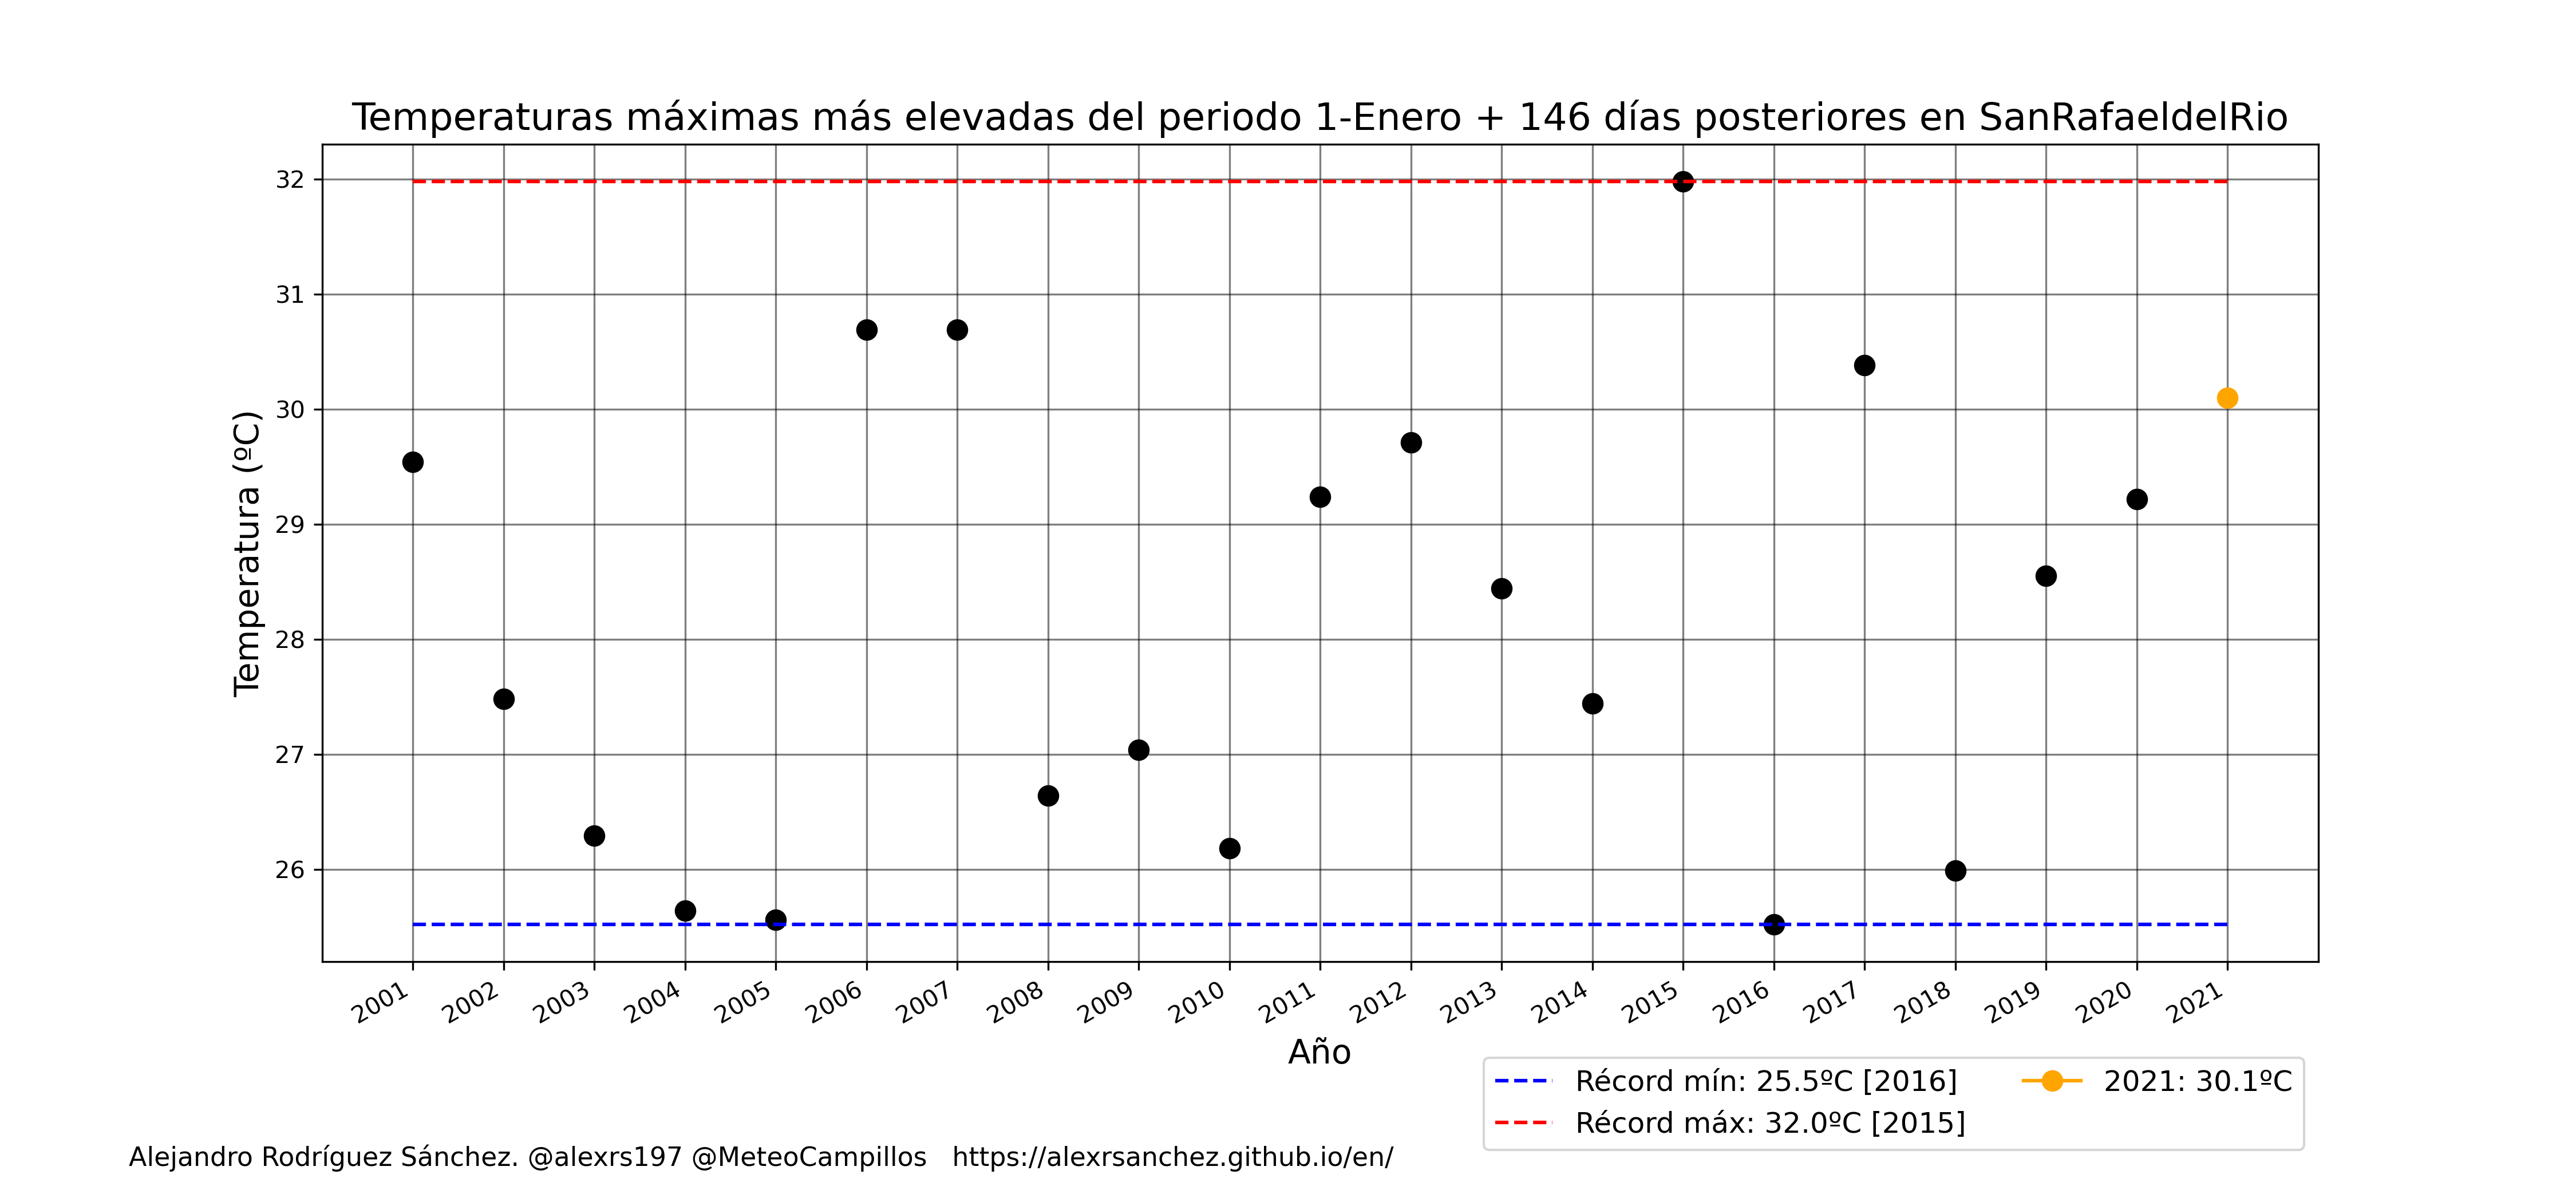 Temperaturas máximas más elevadas del periodo 1-Enero + 146 días posteriores en SanRafaeldelRio
Temperatura (ºC)
32
31
30
29
28
27
26
2001 2002 2003 2004 2005 2006 2007 2008 2009 2010 2011 2012 2013 2014 2015 2016 2017 2018 2019 2020 2021
Año
Récord mín: 25.5ºC [2016]
Récord máx: 32.0ºC [2015]
2021: 30.1ºC
Alejandro Rodríguez Sánchez. @alexrs197 @MeteoCampillos https://alexrsanchez.github.io/en/